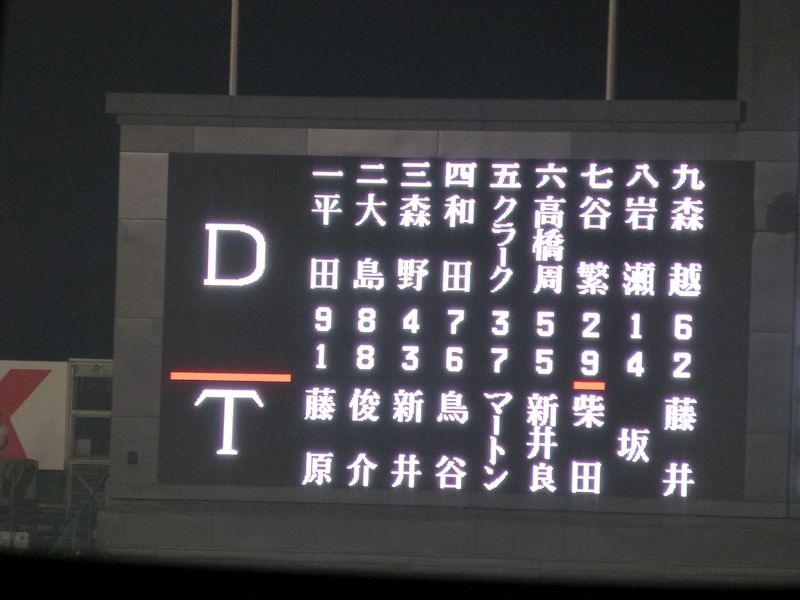 D
一 平田 9
二 大島 8
三 森野 4
四 和田 7
五 クラーク 3
六 高橋周 5
七 谷繁 2
八 岩瀬 1
九 森越 6
T
1 藤原
8 俊介
3 新井
6 鳥谷
7 マートン
5 新井良
9 柴田
4 坂
2 藤井